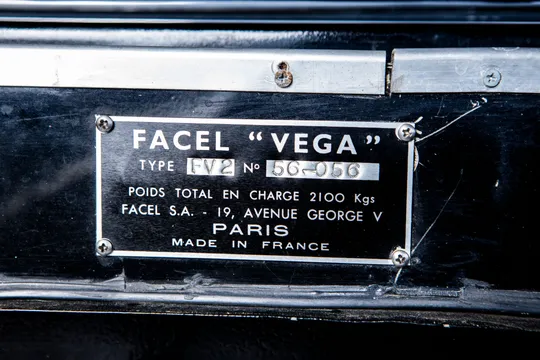 FACEL “VEGA”
TYPE FV2 Nº 56-056
POIDS TOTAL EN CHARGE 2100 Kgs
FACEL S.A. - 19, AVENUE GEORGE V
PARIS
MADE IN FRANCE